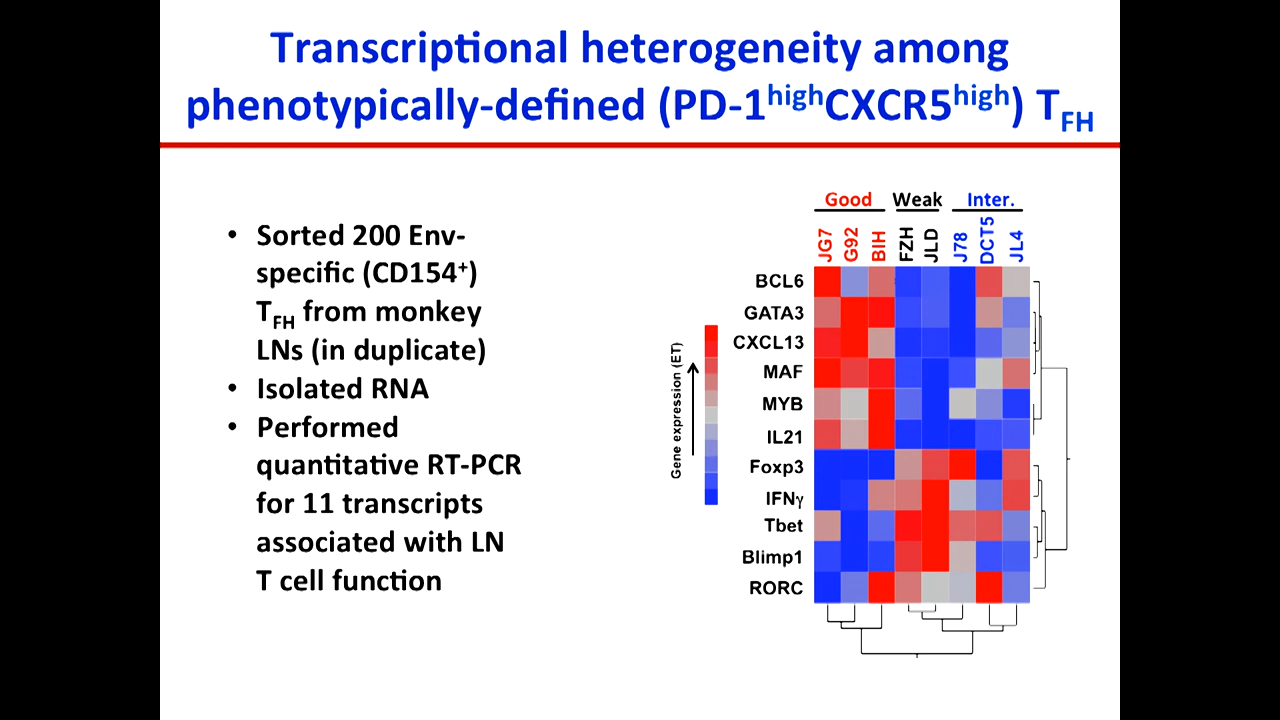 Transcriptional heterogeneity among
phenotypically-defined (PD-1highCXCR5high) TFH
• Sorted 200 Env-
specific (CD154+)
TFH from monkey
LNs (in duplicate)
• Isolated RNA
• Performed
quantitative RT-PCR
for 11 transcripts
associated with LN
T cell function
Good Weak Inter.
JG7 G92 BIH FZH JLD J78 DCT5 JL4
Gene expression (ET)
BCL6
GATA3
CXCL13
MAF
MYB
IL21
Foxp3
IFNγ
Tbet
Blimp1
RORC